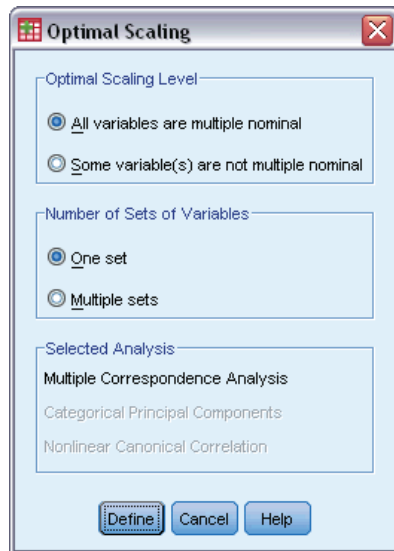 Optimal Scaling
Optimal Scaling Level
All variables are multiple nominal
Some variable(s) are not multiple nominal
Number of Sets of Variables
One set
Multiple sets
Selected Analysis
Multiple Correspondence Analysis
Categorical Principal Components
Nonlinear Canonical Correlation
Define Cancel Help